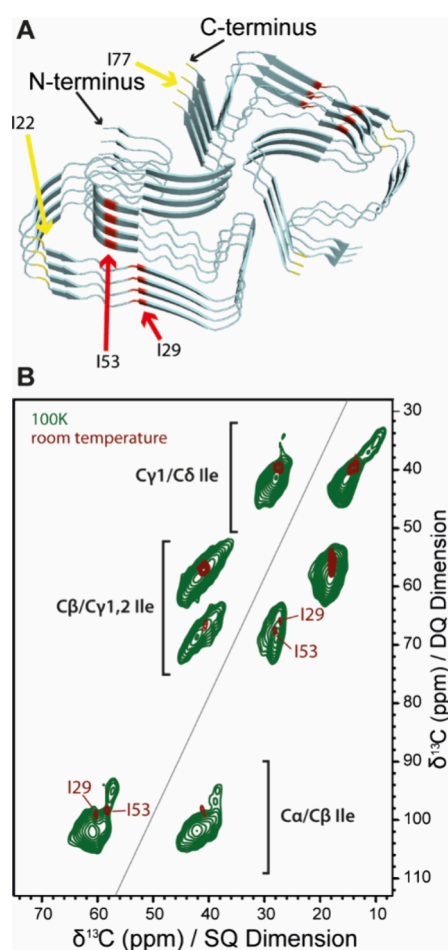 A
C-terminus
I77
N-terminus
I22
I53
I29
B
100K
room temperature
Cγ1/Cδ Ile
Cβ/Cγ1,2 Ile
I29
I53
I29
I53
Cα/Cβ Ile
30
40
50
60
70
80
90
100
110
δ¹³C (ppm) / DQ Dimension
70 60 50 40 30 20 10
δ¹³C (ppm) / SQ Dimension